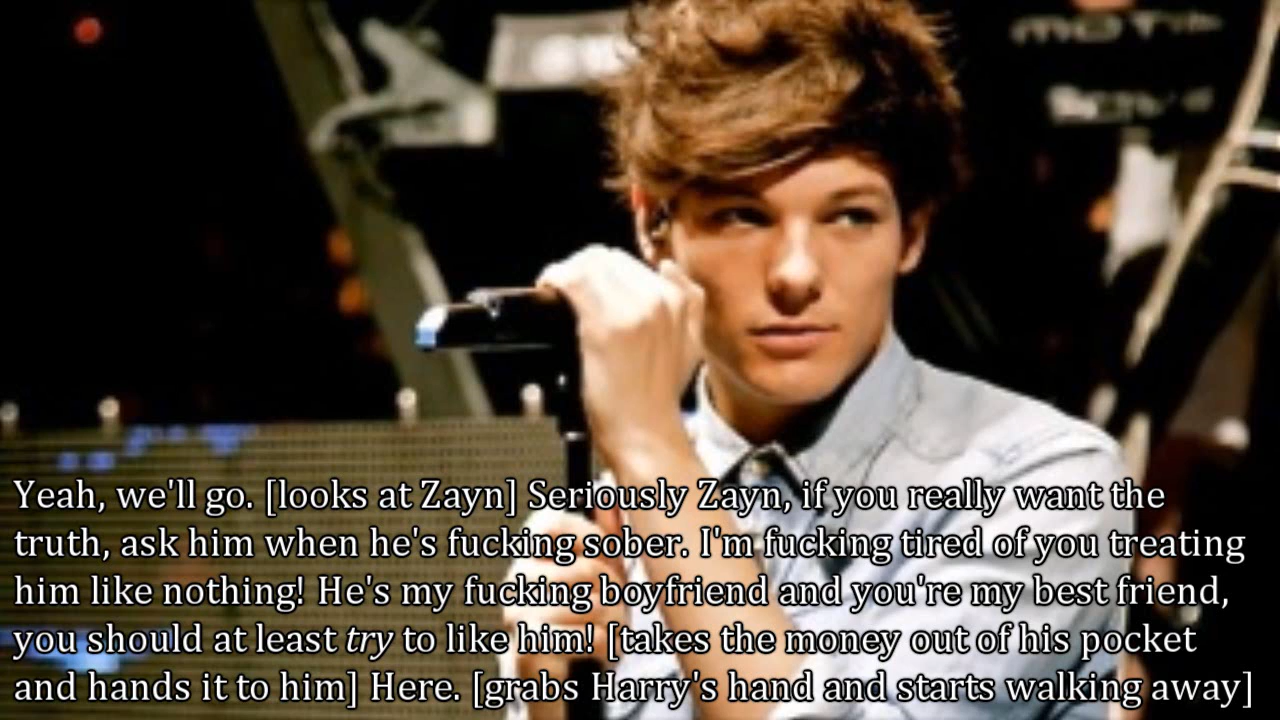 Yeah, we'll go. [looks at Zayn] Seriously Zayn, if you really want the
truth, ask him when he's fucking sober. I'm fucking tired of you treating
him like nothing! He's my fucking boyfriend and you're my best friend,
you should at least try to like him! [takes the money out of his pocket
and hands it to him] Here. [grabs Harry's hand and starts walking away]